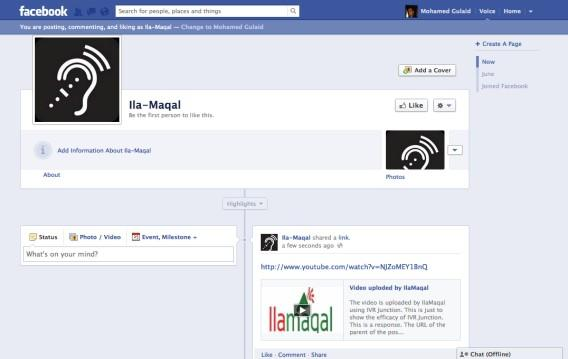 facebook
Search for people, places and things
Mohamed Gulaid Voice Home
You are posting, commenting, and liking as Ila-Maqal — Change to Mohamed Gulaid
+ Create A Page
Now
June
Joined Facebook
Add a Cover
Ila-Maqal
Be the first person to like this.
Like
Add Information About Ila-Maqal
About
Photos
Highlights
Status Photo / Video Event, Milestone +
What's on your mind?
Ila-Maqal shared a link.
a few seconds ago
http://www.youtube.com/watch?v=NJZoMEY1BnQ
ilamaqal
Video uploaded by IlaMaqal
The video is uploaded by IlaMaqal
using IVR Junction. This is just to
show the efficacy of IVR Junction.
This is a response. The URL of the
parent of the pos...
Like · Comment · Share
Chat (Offline)